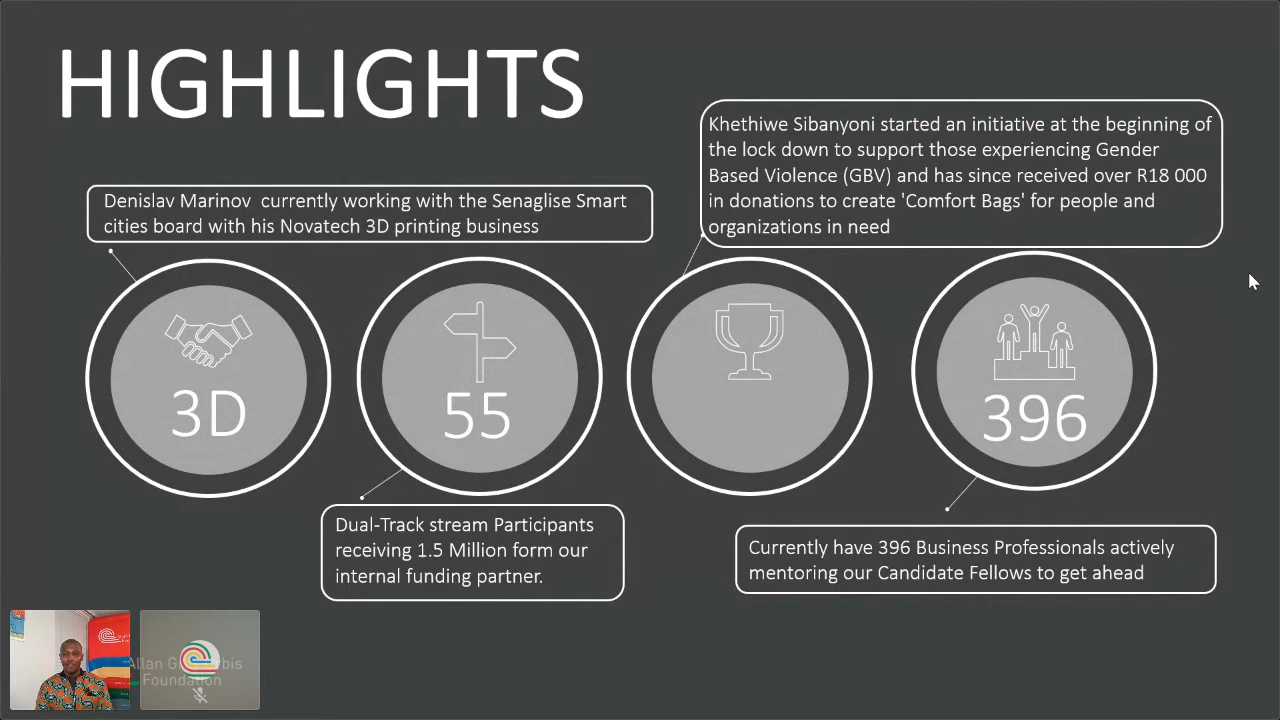 HIGHLIGHTS
Khethiwe Sibanyoni started an initiative at the beginning of
the lock down to support those experiencing Gender
Based Violence (GBV) and has since received over R18 000
in donations to create 'Comfort Bags' for people and
organizations in need
Denislav Marinov currently working with the Senaglise Smart
cities board with his Novatech 3D printing business
3D
55
396
Dual-Track stream Participants
receiving 1.5 Million form our
internal funding partner.
Currently have 396 Business Professionals actively
mentoring our Candidate Fellows to get ahead
Allan
Foundation